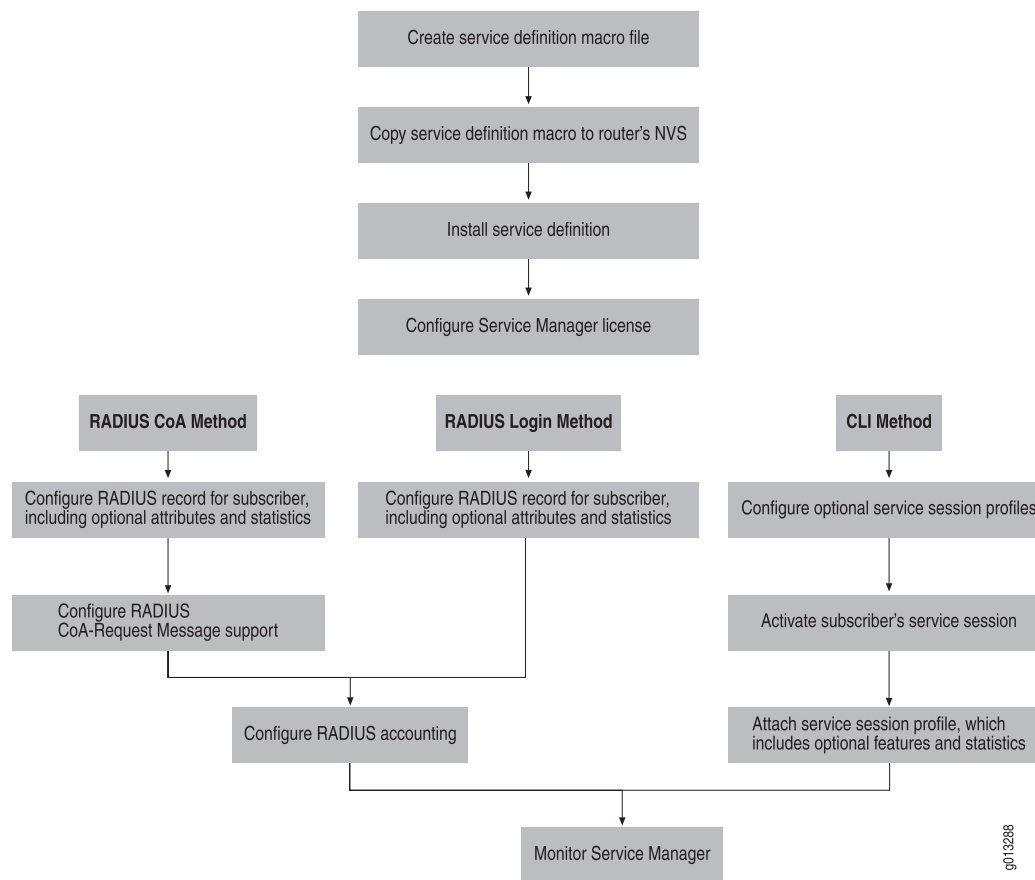 Create service definition macro file
Copy service definition macro to router's NVS
Install service definition
Configure Service Manager license
RADIUS CoA Method
RADIUS Login Method
CLI Method
Configure RADIUS record for subscriber,
including optional attributes and statistics
Configure RADIUS record for subscriber,
including optional attributes and statistics
Configure optional service session profiles
Configure RADIUS
CoA-Request Message support
Activate subscriber's service session
Configure RADIUS accounting
Attach service session profile, which
includes optional features and statistics
Monitor Service Manager
g013288